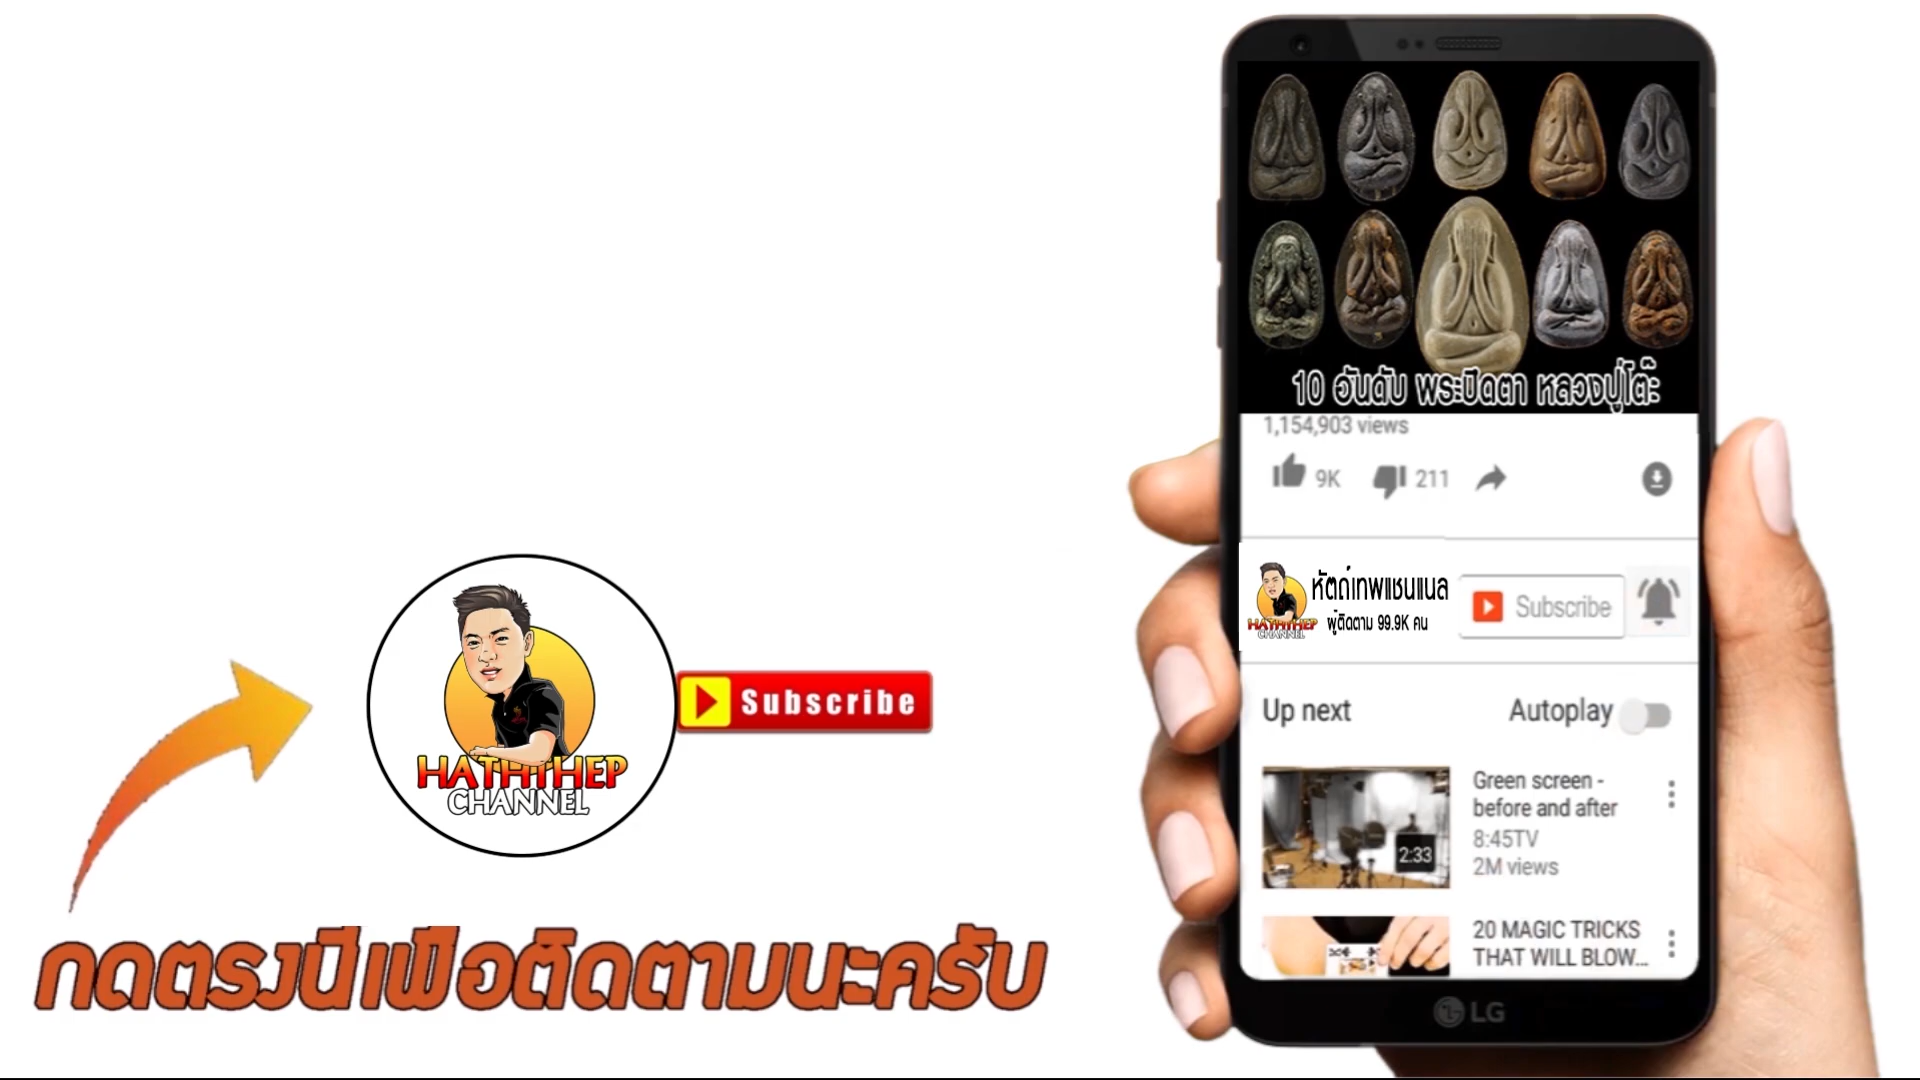 10 อันดับ พระปิดตา หลวงปู่โต๊ะ
1,154,903 views
9K
211
หัตถ์เทพแชนแนล
ผู้ติดตาม 99.9K คน
HATHTHEP
CHANNEL
Subscribe
Up next
Autoplay
Green screen -
before and after
8:45TV
2M views
2:33
20 MAGIC TRICKS
THAT WILL BLOW...
LG
HATHTHEP
CHANNEL
Subscribe
กดตรงนี้เพื่อติดตามนะครับ